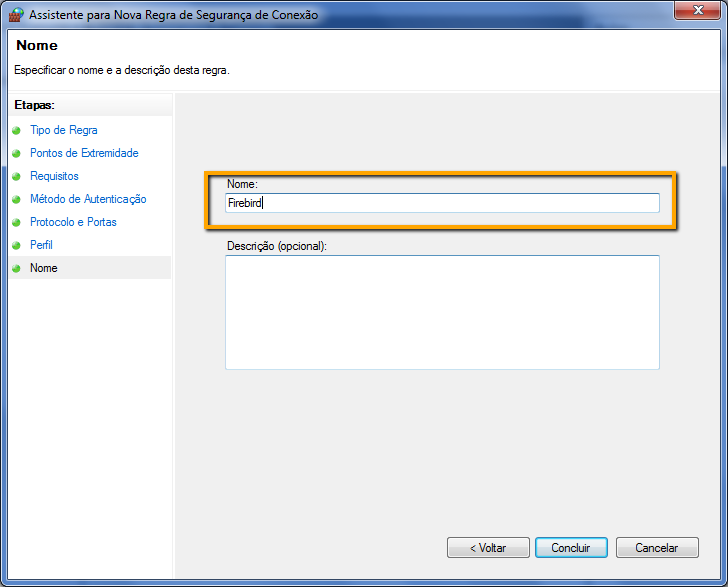 Assistente para Nova Regra de Segurança de Conexão
Nome
Especificar o nome e a descrição desta regra.
Etapas:
Tipo de Regra
Pontos de Extremidade
Requisitos
Método de Autenticação
Protocolo e Portas
Perfil
Nome
Nome:
Firebird
Descrição (opcional):
< Voltar
Concluir
Cancelar